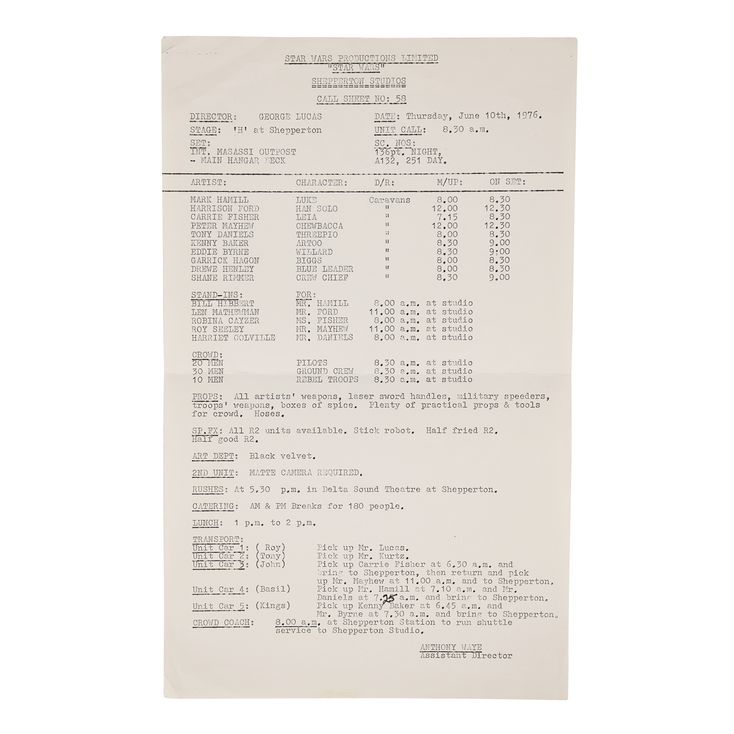 STAR WARS PRODUCTIONS LIMITED
"STAR WARS"
SHEPPERTON STUDIOS
CALL SHEET NO: 58
DIRECTOR: GEORGE LUCAS DATE: Thursday, June 10th, 1976.
STAGE: 'H' at Shepperton UNIT CALL: 8.30 a.m.
SET: SC. NOS:
INT. MASASSI OUTPOST 136pt. NIGHT,
- MAIN HANGAR DECK A132, 251 DAY.
ARTIST: CHARACTER: D/R: M/UP: ON SET:
MARK HAMILL LUKE Caravans 8.00 8.30
HARRISON FORD HAN SOLO " 12.00 12.30
CARRIE FISHER LEIA " 7.15 8.30
PETER MAYHEW CHEWBACCA " 12.00 12.30
TONY DANIELS THREEPIO " 8.00 8.30
KENNY BAKER ARTOO " 8.30 9.00
EDDIE BYRNE WILLARD " 8.30 9.00
GARRICK HAGON BIGGS " 8.00 8.30
DREWE HENLEY BLUE LEADER " 8.00 8.30
SHANE RIMMER CREW CHIEF " 8.30 9.00
STAND-INS: FOR:
BILL HIBBERT MR. HAMILL 8.00 a.m. at studio
LEN MATHEWMAN MR. FORD 11.00 a.m. at studio
ROBINA CAYZER MS. FISHER 8.00 a.m. at studio
ROY SEELEY MR. MAYHEW 11.00 a.m. at studio
HARRIET COLVILLE MR. DANIELS 8.00 a.m. at studio
CROWD:
20 MEN PILOTS 8.30 a.m. at studio
30 MEN GROUND CREW 8.30 a.m. at studio
10 MEN REBEL TROOPS 8.30 a.m. at studio
PROPS: All artists' weapons, laser sword handles, military speeders,
troops' weapons, boxes of spice. Plenty of practical props & tools
for crowd. Hoses.
SP.FX: All R2 units available. Stick robot. Half fried R2.
Half good R2.
ART DEPT: Black velvet.
2ND UNIT: MATTE CAMERA REQUIRED.
RUSHES: At 5.30 p.m. in Delta Sound Theatre at Shepperton.
CATERING: AM & PM Breaks for 180 people.
LUNCH: 1 p.m. to 2 p.m.
TRANSPORT:
Unit Car 1: ( Roy) Pick up Mr. Lucas.
Unit Car 2: (Tony) Pick up Mr. Kurtz.
Unit Car 3: (John) Pick up Carrie Fisher at 6.30 a.m. and
bring to Shepperton, then return and pick
up Mr. Mayhew at 11.00 a.m. and to Shepperton.
Unit Car 4: (Basil) Pick up Mr. Hamill at 7.10 a.m. and Mr.
Daniels at 7.25 a.m. and bring to Shepperton.
Unit Car 5: (Kings) Pick up Kenny Baker at 6.45 a.m. and
Mr. Byrne at 7.30 a.m. and bring to Shepperton.
CROWD COACH: 8.00 a.m. at Shepperton Station to run shuttle
service to Shepperton Studio.
ANTHONY WAYE
Assistant Director